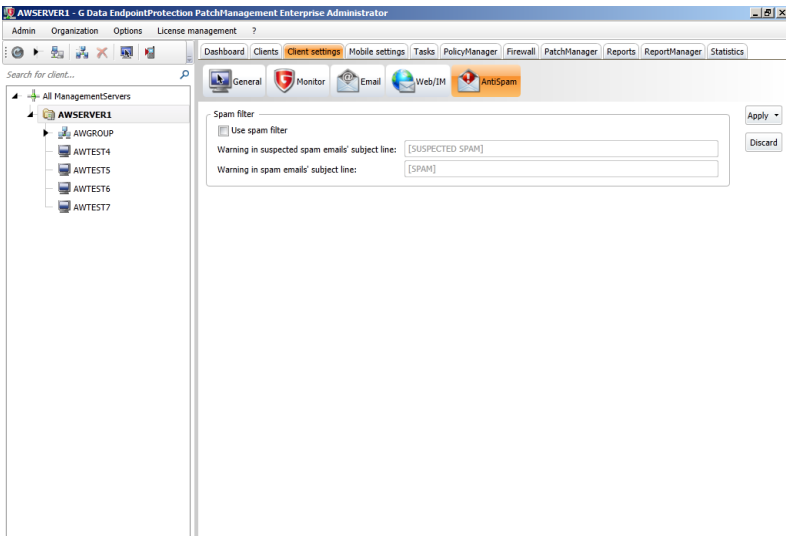 AWSERVER1 - G Data EndpointProtection PatchManagement Enterprise Administrator
Admin Organization Options License management ?
Dashboard Clients Client settings Mobile settings Tasks PolicyManager Firewall PatchManager Reports ReportManager Statistics
Search for client...
General Monitor Email Web/IM AntiSpam
All ManagementServers
AWSERVER1
AWGROUP
AWTEST4
AWTEST5
AWTEST6
AWTEST7
Spam filter
Use spam filter
Warning in suspected spam emails' subject line: [SUSPECTED SPAM]
Warning in spam emails' subject line: [SPAM]
Apply
Discard